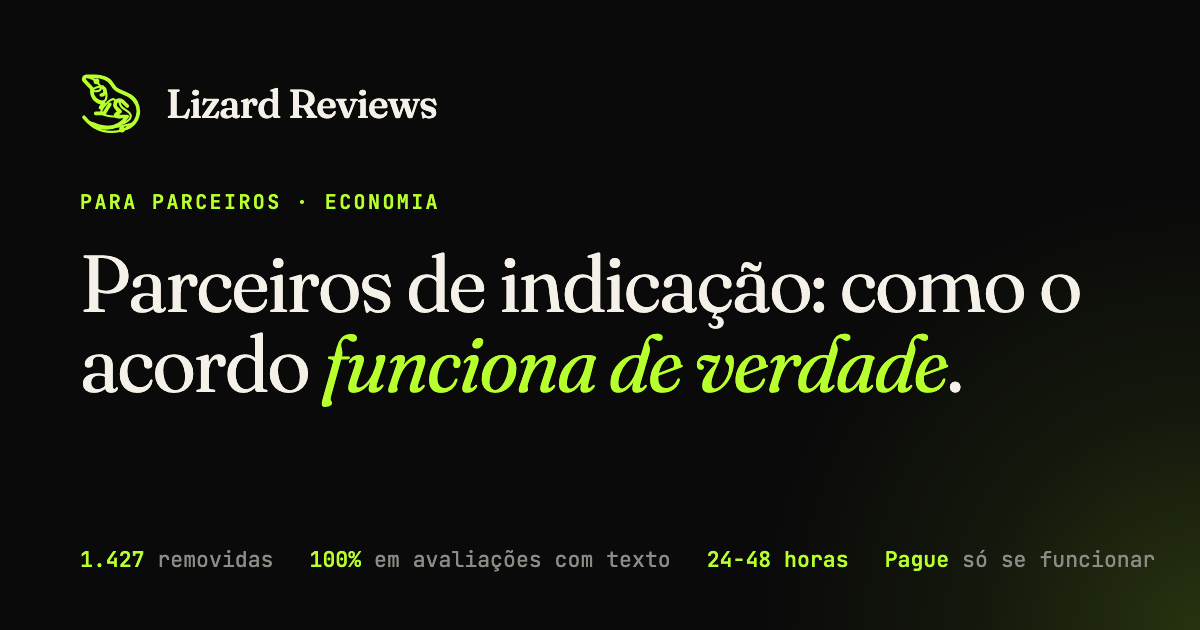 Lizard Reviews
PARA PARCEIROS · ECONOMIA
Parceiros de indicação: como o
acordo funciona de verdade.
1.427 removidas 100% em avaliações com texto 24-48 horas Pague só se funcionar